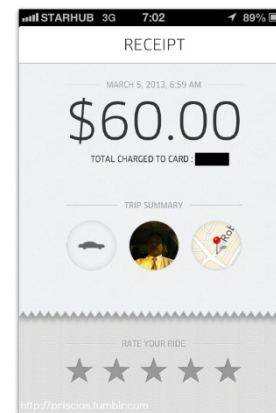 STARHUB 3G 7:02 89%
RECEIPT
MARCH 5, 2013, 6:59 AM
$60.00
TOTAL CHARGED TO CARD :
TRIP SUMMARY
Rob
RATE YOUR RIDE
http://priscias.tumblr.com